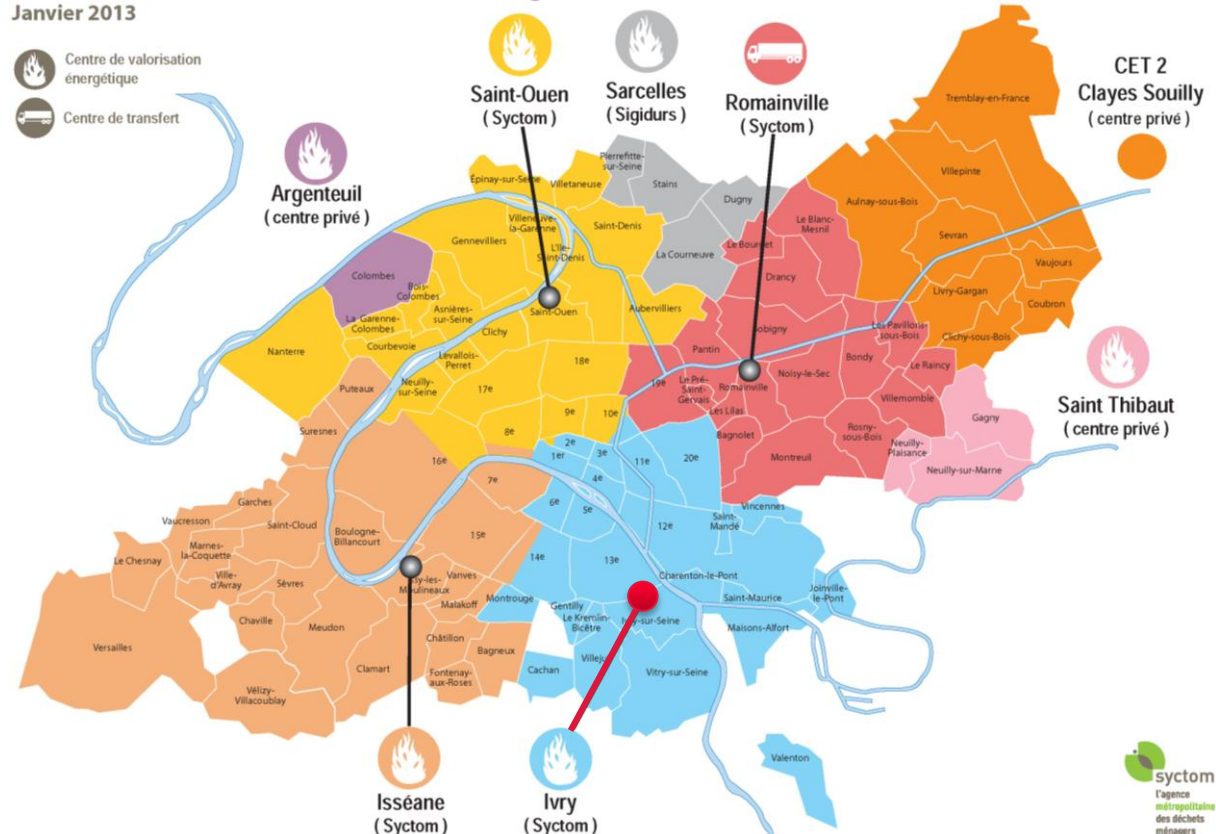 Janvier 2013
Centre de valorisation
énergétique
Centre de transfert
Saint-Ouen
( Syctom )
Sarcelles
( Sigidurs )
Romainville
( Syctom )
CET 2
Clayes Souilly
( centre privé )
Argenteuil
( centre privé )
Saint Thibaut
( centre privé )
Tremblay-en-France
Villepinte
Aulnay-sous-Bois
Sevran
Vaujours
Livry-Gargan
Coubron
Clichy-sous-Bois
Pierrefitte-
sur-Seine
Stains
Dugny
La Courneuve
Épinay-sur-Seine
Villetaneuse
Villeneuve-
la-Garenne
Saint-Denis
L'Ile-
Saint-Denis
Gennevilliers
Colombes
Bois-
Colombes
Asnières-
sur-Seine
La Garenne-
Colombes
Courbevoie
Clichy
Saint-Ouen
Aubervilliers
Nanterre
Levallois-
Perret
Neuilly-
sur-Seine
17e
18e
9e
10e
8e
Le Blanc-
Mesnil
Le Bourget
Drancy
Bobigny
Les Pavillons-
sous-Bois
Pantin
Bondy
Le Raincy
19e
Le Pré-
Saint-
Gervais
Romainville
Noisy-le-Sec
Villemomble
Les Lilas
Bagnolet
Rosny-
sous-Bois
Montreuil
Gagny
Neuilly-
Plaisance
Neuilly-sur-Marne
Puteaux
Suresnes
16e
7e
15e
Garches
Vaucresson
Saint-Cloud
Boulogne-
Billancourt
Marnes-
la-Coquette
Le Chesnay
Ville-
d'Avray
Sèvres
Issy-les-
Moulineaux
Vanves
Malakoff
Chaville
Meudon
Versailles
Châtillon
Bagneux
Clamart
Fontenay-
aux-Roses
Vélizy-
Villacoublay
2e
1er
3e
4e
11e
20e
6e
5e
12e
14e
13e
Saint-
Mandé
Vincennes
Charenton-le-Pont
Saint-Maurice
Joinville-
le-Pont
Maisons-Alfort
Montrouge
Gentilly
Le Kremlin-
Bicêtre
Ivry-sur-Seine
Cachan
Vitry-sur-Seine
Valenton
Isséane
( Syctom )
Ivry
( Syctom )
syctom
l'agence
métropolitaine
des déchets
ménagers